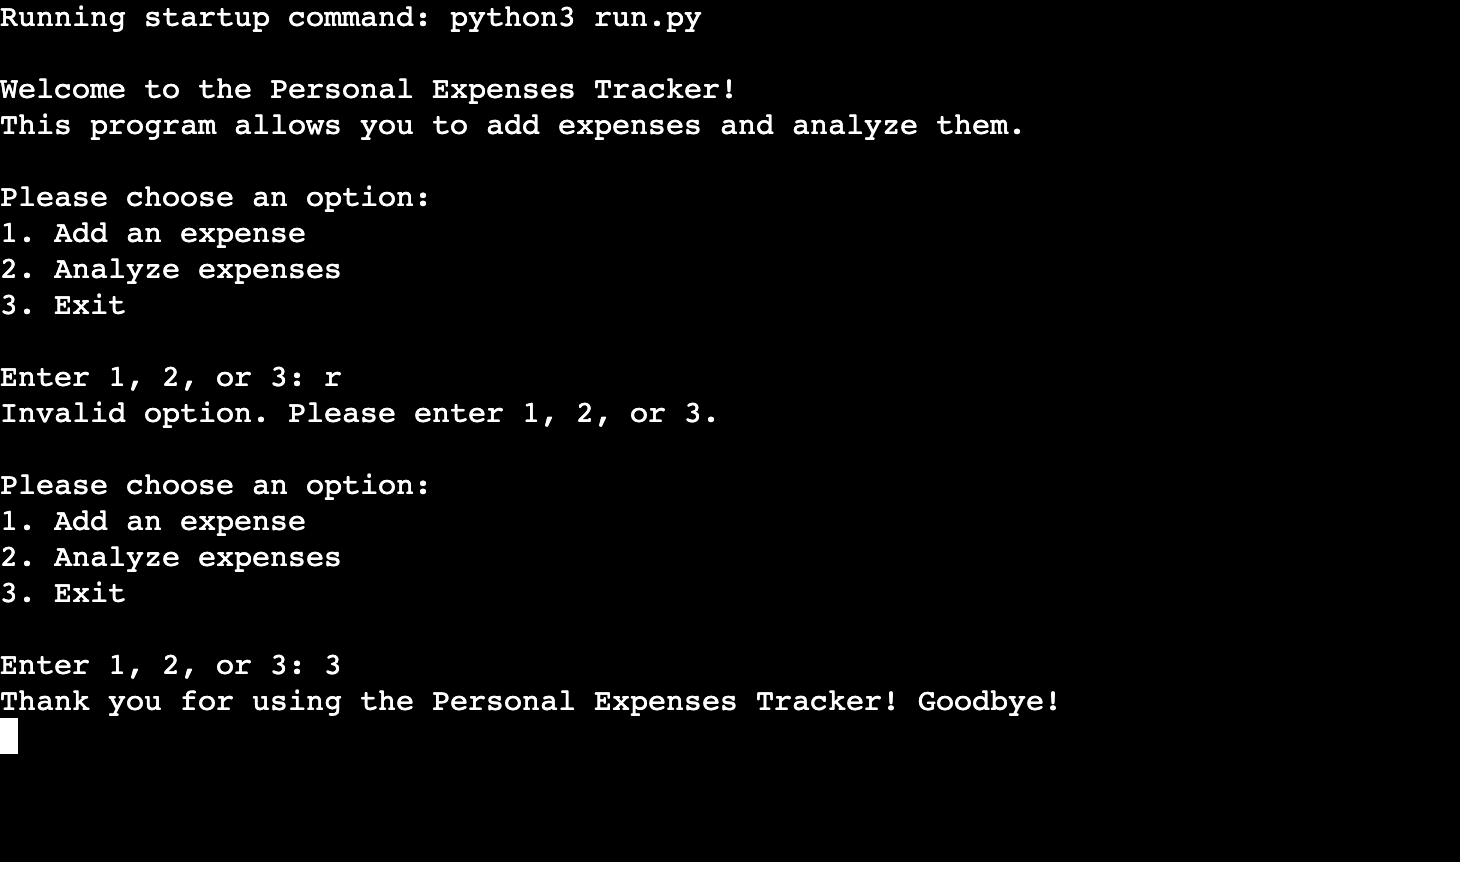 Running startup command: python3 run.py
Welcome to the Personal Expenses Tracker!
This program allows you to add expenses and analyze them.
Please choose an option:
1. Add an expense
2. Analyze expenses
3. Exit
Enter 1, 2, or 3: r
Invalid option. Please enter 1, 2, or 3.
Please choose an option:
1. Add an expense
2. Analyze expenses
3. Exit
Enter 1, 2, or 3: 3
Thank you for using the Personal Expenses Tracker! Goodbye!